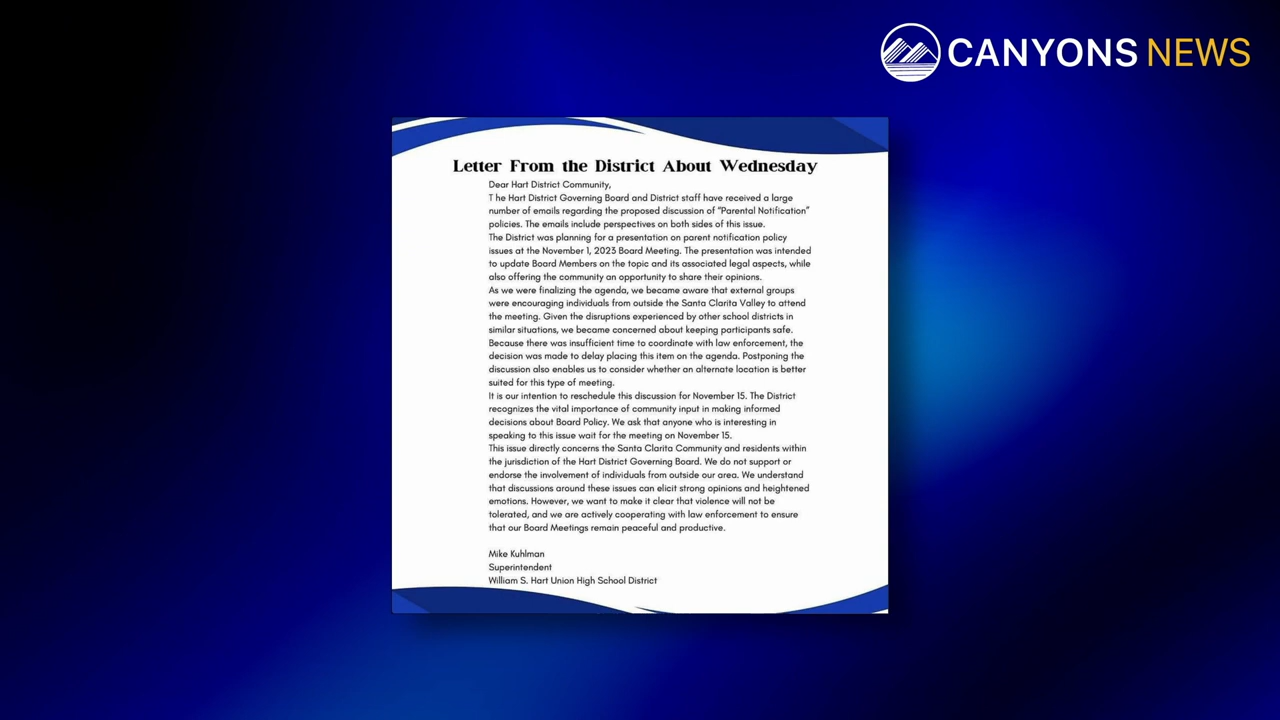 CANYONS NEWS
Letter From the District About Wednesday
Dear Hart District Community,
T he Hart District Governing Board and District staff have received a large
number of emails regarding the proposed discussion of “Parental Notification”
policies. The emails include perspectives on both sides of this issue.
The District was planning for a presentation on parent notification policy
issues at the November 1, 2023 Board Meeting. The presentation was intended
to update Board Members on the topic and its associated legal aspects, while
also offering the community an opportunity to share their opinions.
As we were finalizing the agenda, we became aware that external groups
were encouraging individuals from outside the Santa Clarita Valley to attend
the meeting. Given the disruptions experienced by other school districts in
similar situations, we became concerned about keeping participants safe.
Because there was insufficient time to coordinate with law enforcement, the
decision was made to delay placing this item on the agenda. Postponing the
discussion also enables us to consider whether an alternate location is better
suited for this type of meeting.
It is our intention to reschedule this discussion for November 15. The District
recognizes the vital importance of community input in making informed
decisions about Board Policy. We ask that anyone who is interesting in
speaking to this issue wait for the meeting on November 15.
This issue directly concerns the Santa Clarita Community and residents within
the jurisdiction of the Hart District Governing Board. We do not support or
endorse the involvement of individuals from outside our area. We understand
that discussions around these issues can elicit strong opinions and heightened
emotions. However, we want to make it clear that violence will not be
tolerated, and we are actively cooperating with law enforcement to ensure
that our Board Meetings remain peaceful and productive.
Mike Kuhlman
Superintendent
William S. Hart Union High School District